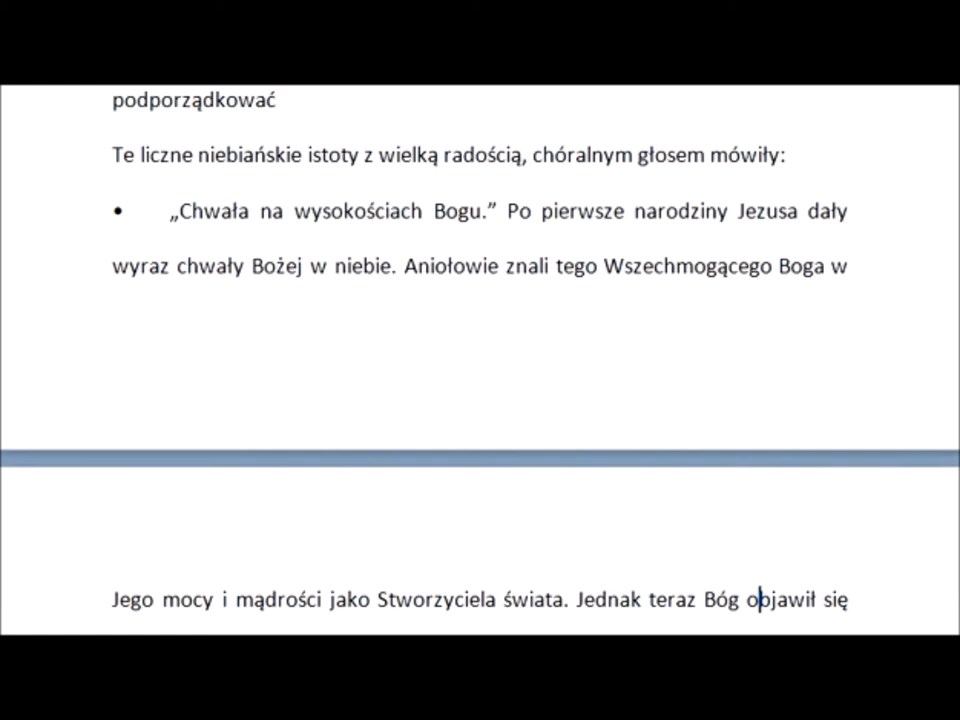 podporządkować
Te liczne niebiańskie istoty z wielką radością, chóralnym głosem mówiły:
• „Chwała na wysokościach Bogu.” Po pierwsze narodziny Jezusa dały
wyraz chwały Bożej w niebie. Aniołowie znali tego Wszechmogącego Boga w
Jego mocy i mądrości jako Stworzyciela świata. Jednak teraz Bóg objawił się